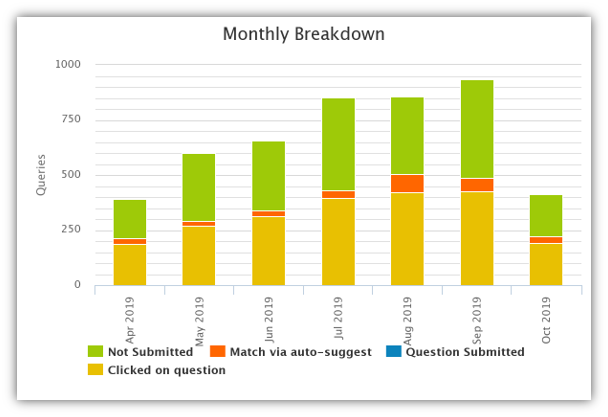 Monthly Breakdown
1000
750
500
250
0
Queries
Apr 2019
May 2019
Jun 2019
Jul 2019
Aug 2019
Sep 2019
Oct 2019
Not Submitted Match via auto-suggest Question Submitted
Clicked on question